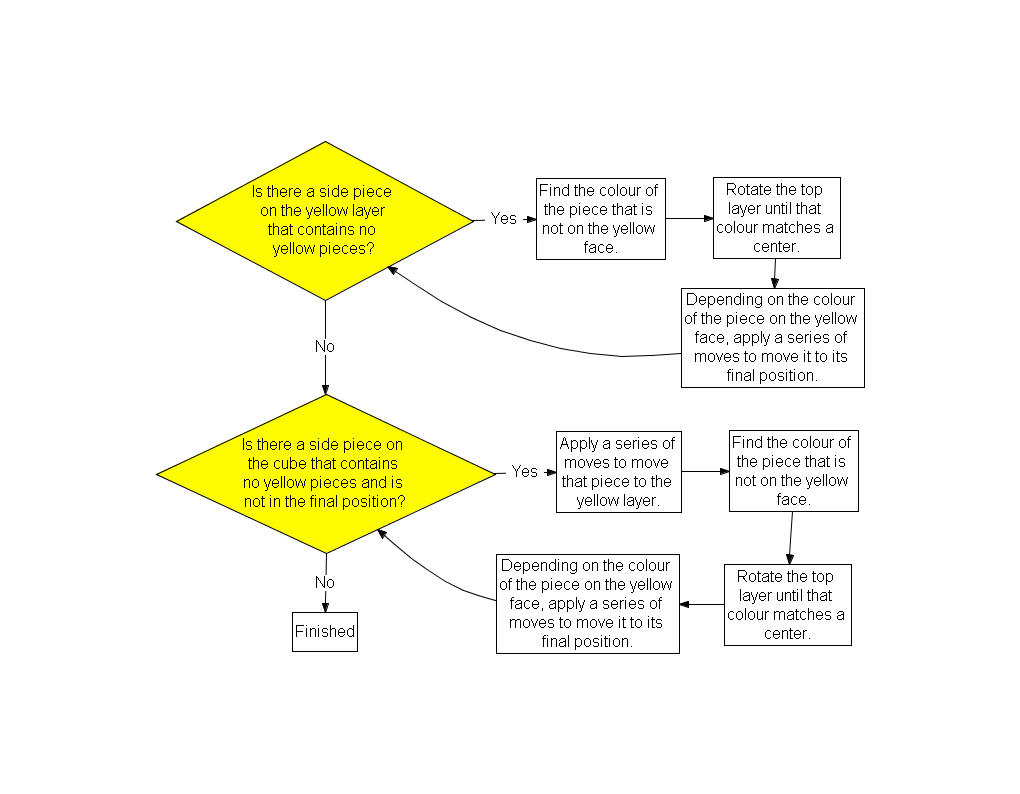 Is there a side piece
on the yellow layer
that contains no
yellow pieces?
Yes
Find the colour of
the piece that is
not on the yellow
face.
Rotate the top
layer until that
colour matches a
center.
Depending on the colour
of the piece on the yellow
face, apply a series of
moves to move it to its
final position.
No
Is there a side piece on
the cube that contains
no yellow pieces and is
not in the final position?
Yes
Apply a series of
moves to move
that piece to the
yellow layer.
Find the colour of
the piece that is
not on the yellow
face.
Rotate the top
layer until that
colour matches a
center.
Depending on the colour
of the piece on the yellow
face, apply a series of
moves to move it to its
final position.
No
Finished